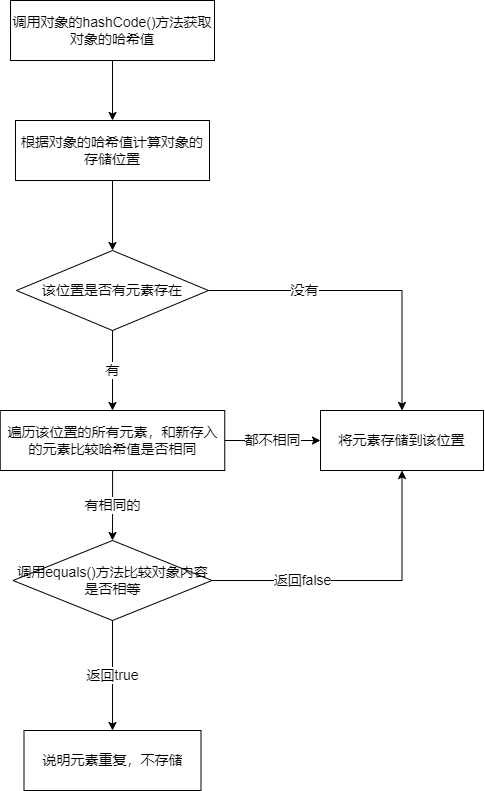 调用对象的hashCode()方法获取
对象的哈希值
根据对象的哈希值计算对象的
存储位置
该位置是否有元素存在
没有
有
遍历该位置的所有元素，和新存入
的元素比较哈希值是否相同
都不相同
将元素存储到该位置
有相同的
调用equals()方法比较对象内容
是否相等
返回false
返回true
说明元素重复，不存储